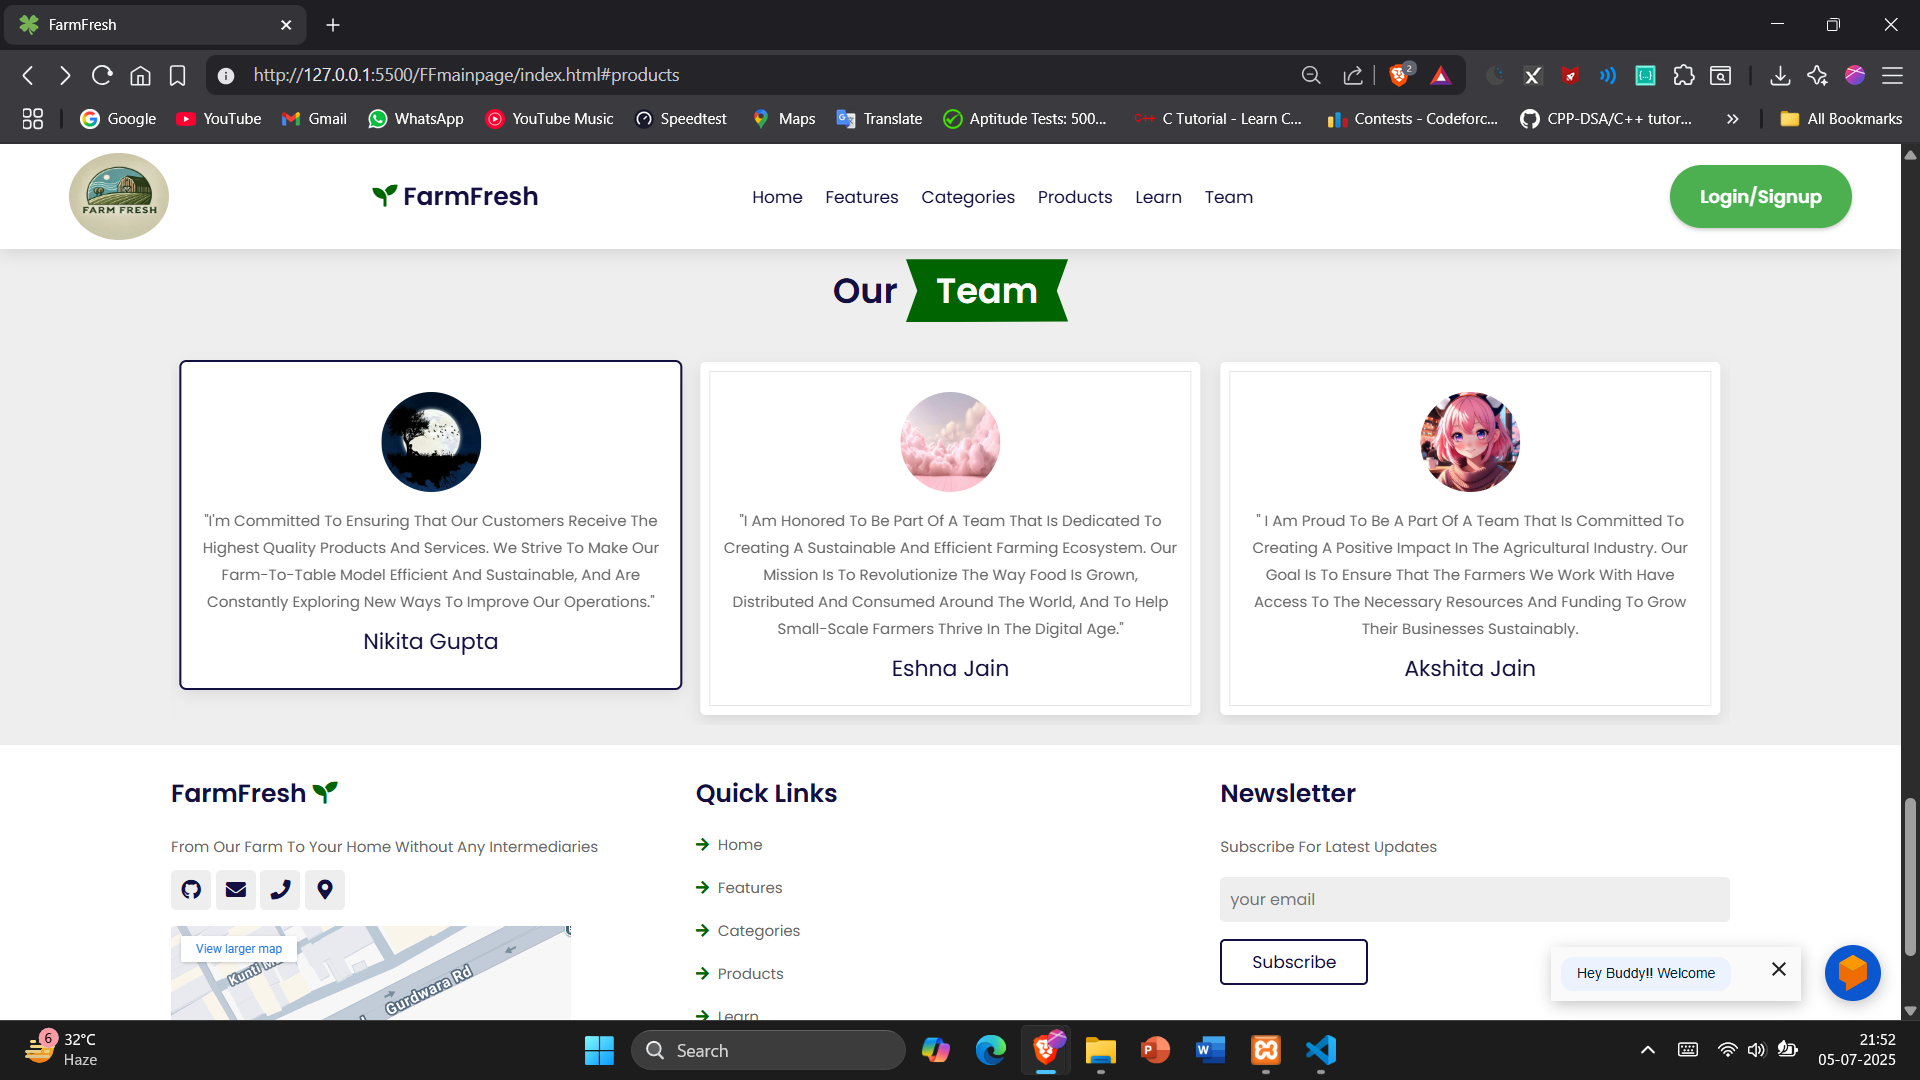 FarmFresh
http://127.0.0.1:5500/FFmainpage/index.html#products
2
Google
YouTube
Gmail
WhatsApp
YouTube Music
Speedtest
Maps
Translate
Aptitude Tests: 500...
C Tutorial - Learn C...
Contests - Codeforc...
CPP-DSA/C++ tutor...
All Bookmarks
FARM FRESH
FarmFresh
Home
Features
Categories
Products
Learn
Team
Login/Signup
Our Team
"I'm Committed To Ensuring That Our Customers Receive The
Highest Quality Products And Services. We Strive To Make Our
Farm-To-Table Model Efficient And Sustainable, And Are
Constantly Exploring New Ways To Improve Our Operations."
Nikita Gupta
"I Am Honored To Be Part Of A Team That Is Dedicated To
Creating A Sustainable And Efficient Farming Ecosystem. Our
Mission Is To Revolutionize The Way Food Is Grown,
Distributed And Consumed Around The World, And To Help
Small-Scale Farmers Thrive In The Digital Age."
Eshna Jain
" I Am Proud To Be A Part Of A Team That Is Committed To
Creating A Positive Impact In The Agricultural Industry. Our
Goal Is To Ensure That The Farmers We Work With Have
Access To The Necessary Resources And Funding To Grow
Their Businesses Sustainably.
Akshita Jain
FarmFresh
From Our Farm To Your Home Without Any Intermediaries
View larger map
Kunti
Gurdwara Rd
Quick Links
Home
Features
Categories
Products
Learn
Newsletter
Subscribe For Latest Updates
your email
Subscribe
Hey Buddy!! Welcome
6
32°C
Haze
Search
21:52
05-07-2025